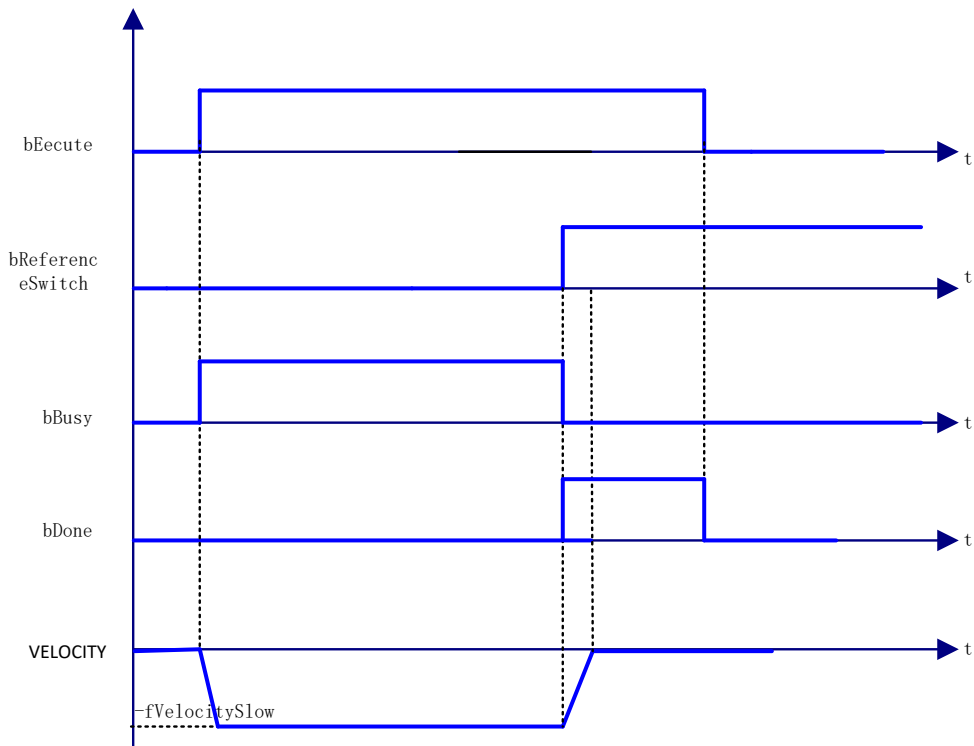 bEecute
t
bReferenc
eSwitch
t
bBusy
t
bDone
t
VELOCITY
t
-fVelocitySlow